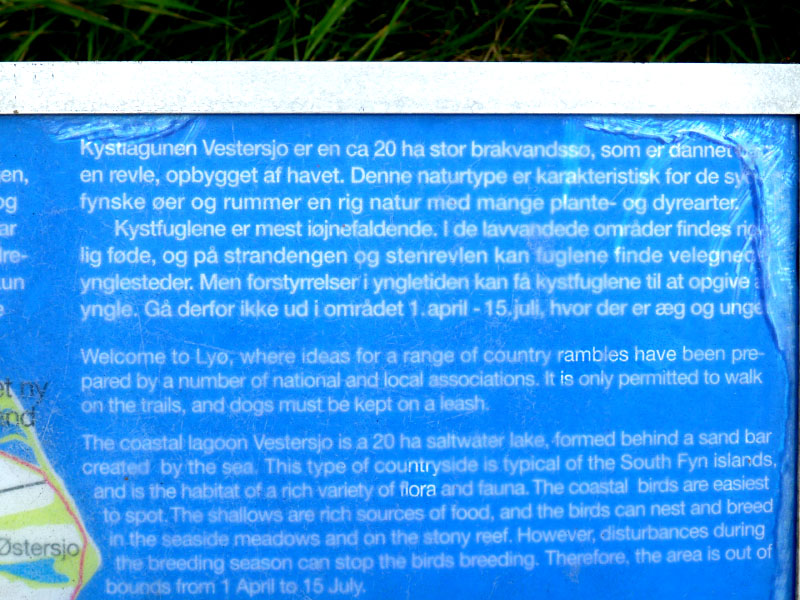 Kystlagunen Vestersjo er en ca 20 ha stor brakvandssø, som er dannet
en revle, opbygget af havet. Denne naturtype er karakteristisk for de
fynske øer og rummer en rig natur med mange plante- og dyrearter.
Kystfuglene er mest iøjnefaldende. I de lavvandede områder findes
lig føde, og på strandengen og stenrevlen kan fuglene finde velegned
ynglesteder. Men forstyrrelser i yngletiden kan få kystfuglene til at opgive
yngle. Gå derfor ikke ud i området 1. april - 15. juli, hvor der er æg og unge
Welcome to Lyø, where ideas for a range of country rambles have been pre-
pared by a number of national and local associations. It is only permitted to walk
on the trails, and dogs must be kept on a leash.
The coastal lagoon Vestersjo is a 20 ha saltwater lake, formed behind a sand bar
created by the sea. This type of countryside is typical of the South Fyn islands,
and is the habitat of a rich variety of flora and fauna. The coastal birds are easiest
to spot. The shallows are rich sources of food, and the birds can nest and breed
in the seaside meadows and on the stony reef. However, disturbances during
the breeding season can stop the birds breeding. Therefore, the area is out of
bounds from 1 April to 15 July.
en,
og
ar
dre-
kun
e
et ny
Østersjo